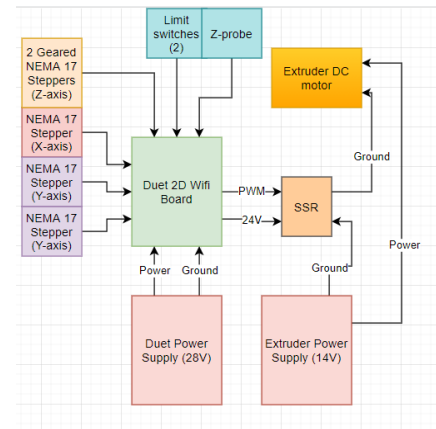 Limit
switches
(2)
Z-probe
2 Geared
NEMA 17
Steppers
(Z-axis)
Extruder DC
motor
NEMA 17
Stepper
(X-axis)
Ground
NEMA 17
Stepper
(Y-axis)
Duet 2D Wifi
Board
PWM
SSR
24V
NEMA 17
Stepper
(Y-axis)
Power
Power
Ground
Ground
Duet Power
Supply (28V)
Extruder Power
Supply (14V)